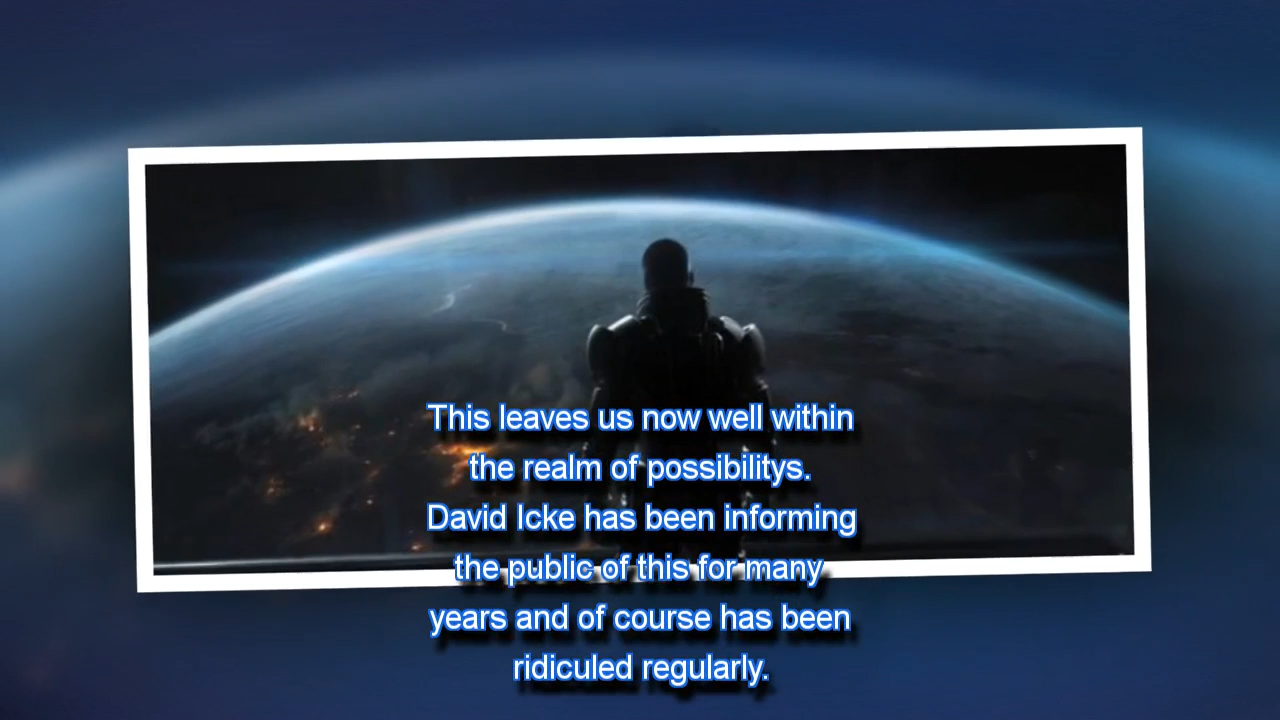 This leaves us now well within
the realm of possibilitys.
David Icke has been informing
the public of this for many
years and of course has been
ridiculed regularly.